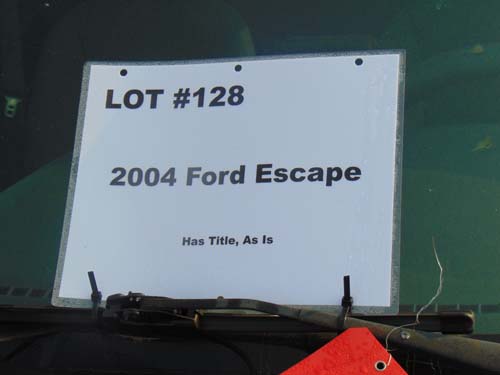 LOT #128
2004 Ford Escape
Has Title, As Is